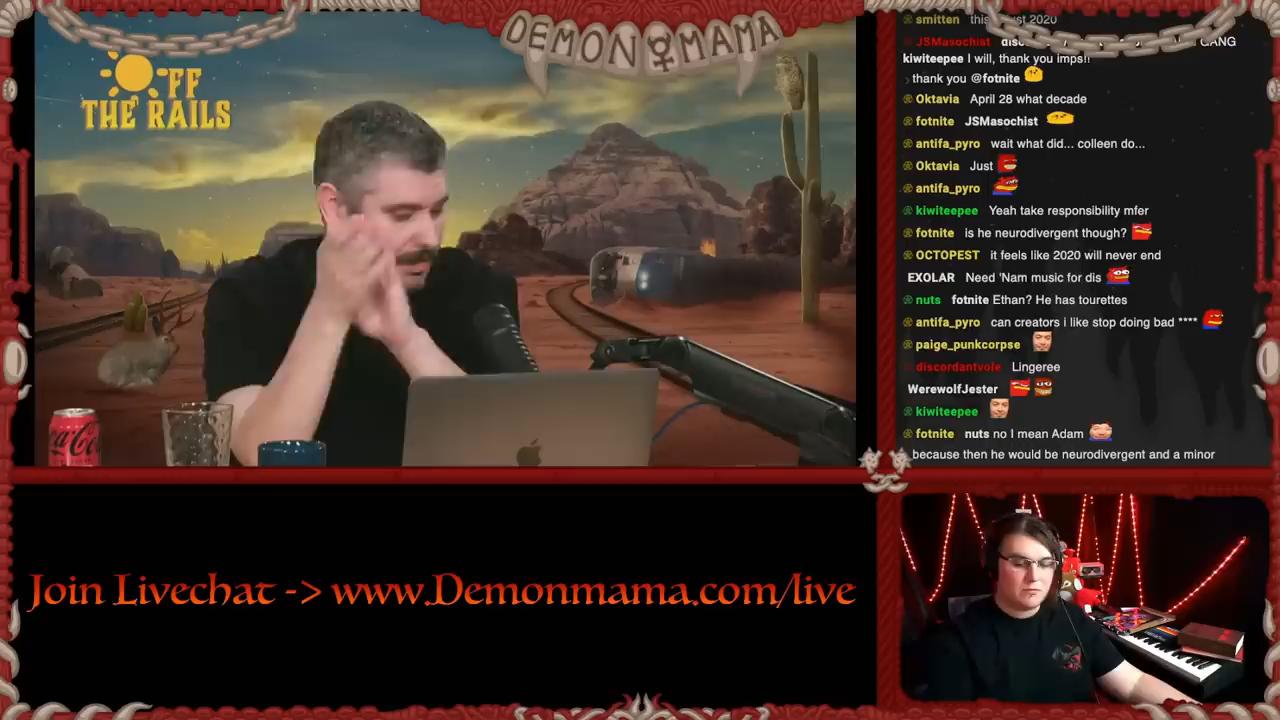 DEMON MAMA
OFF
THE RAILS
Coca-Cola
smitten this 2020
JSMasochist GANG
kiwiteepee I will, thank you imps!!
thank you @fotnite
Oktavia April 28 what decade
fotnite JSMasochist
antifa_pyro wait what did... colleen do...
Oktavia Just
antifa_pyro
kiwiteepee Yeah take responsibility mfer
fotnite is he neurodivergent though?
OCTOPEST it feels like 2020 will never end
EXOLAR Need 'Nam music for dis
nuts fotnite Ethan? He has tourettes
antifa_pyro can creators i like stop doing bad ****
paige_punkcorpse
discordantvole Lingeree
WerewolfJester
kiwiteepee
fotnite nuts no I mean Adam
because then he would be neurodivergent and a minor
Join Livechat -> www.Demonmama.com/live